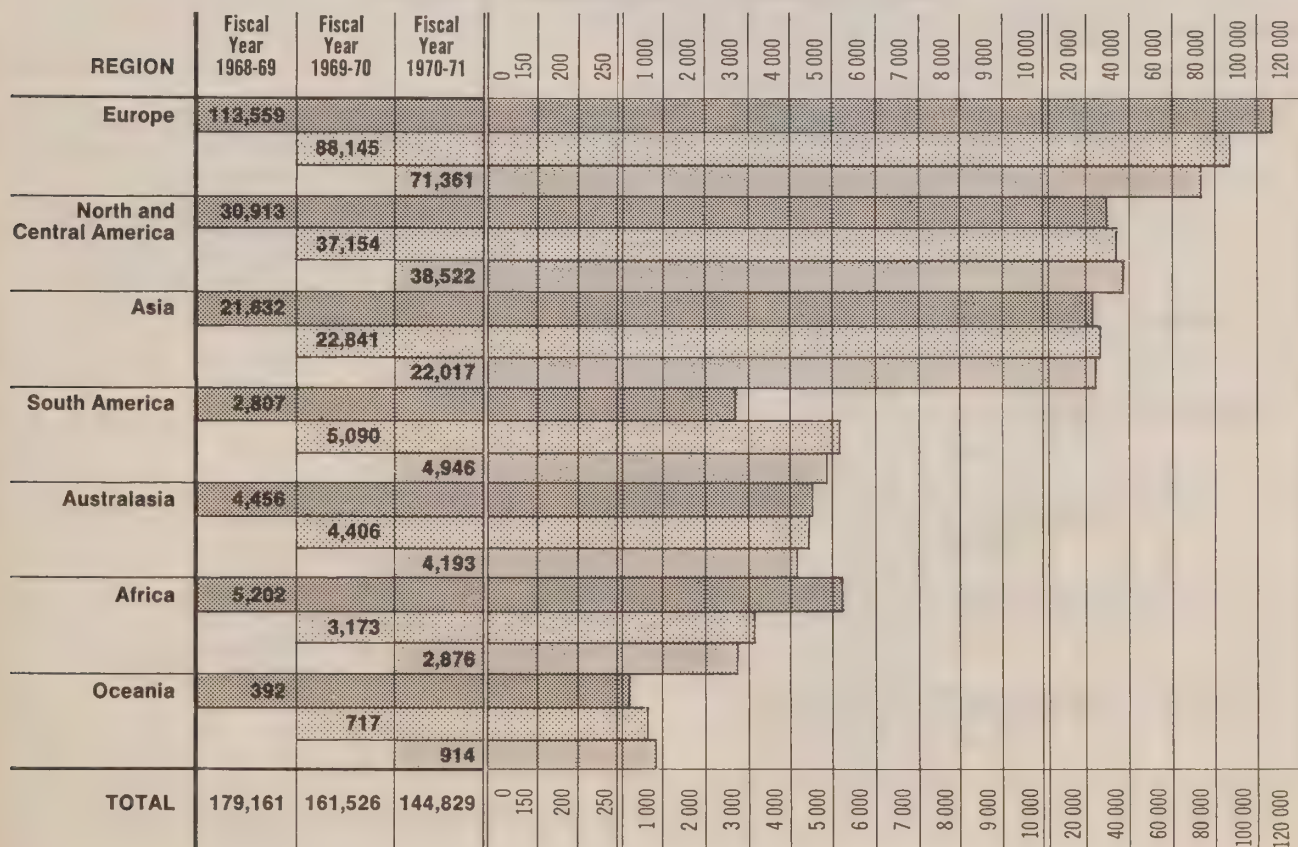 REGION
Fiscal Year 1968-69
Fiscal Year 1969-70
Fiscal Year 1970-71
0 150 200 250 1 000 2 000 3 000 4 000 5 000 6 000 7 000 8 000 9 000 10 000 20 000 40 000 60 000 80 000 100 000 120 000
Europe 113,559
88,145
71,361
North and 30,913
Central America
37,154
38,522
Asia 21,832
22,841
22,017
South America 2,807
5,090
4,946
Australasia 4,456
4,406
4,193
Africa 5,202
3,173
2,876
Oceania 392
717
914
TOTAL 179,161 161,526 144,829
0 150 200 250 1 000 2 000 3 000 4 000 5 000 6 000 7 000 8 000 9 000 10 000 20 000 40 000 60 000 80 000 100 000 120 000